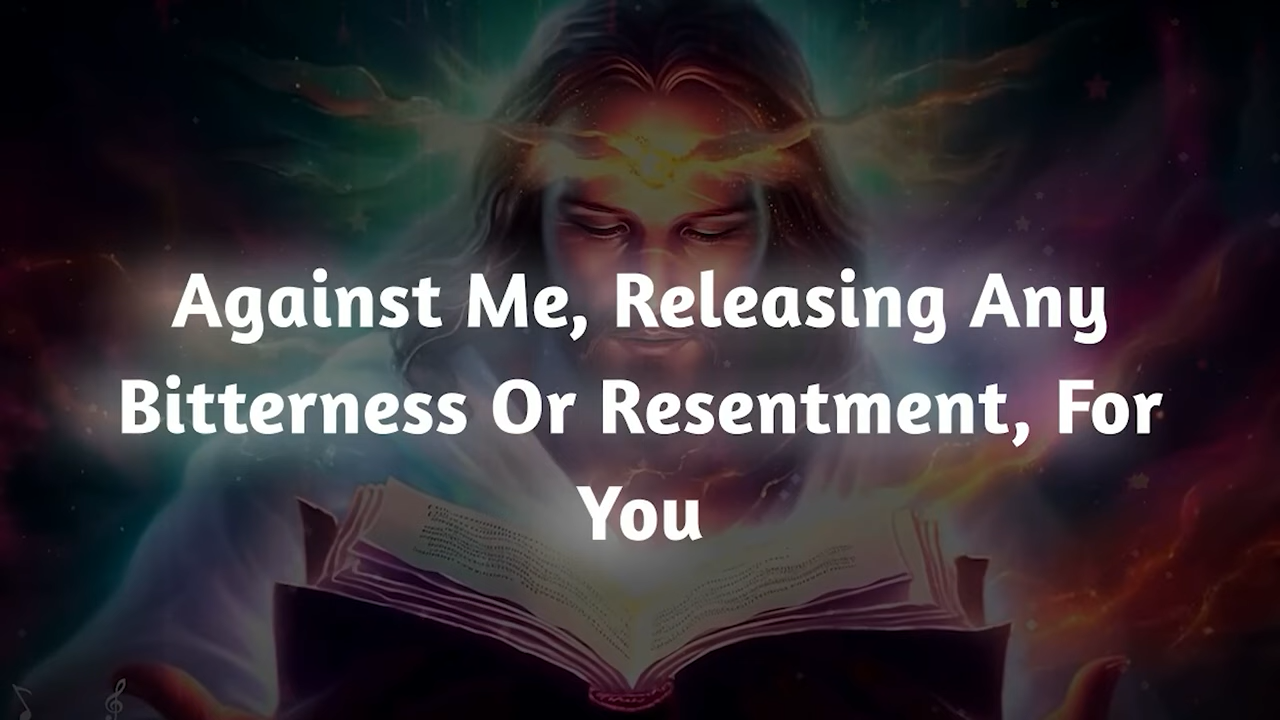 Against Me, Releasing Any
Bitterness Or Resentment, For
You